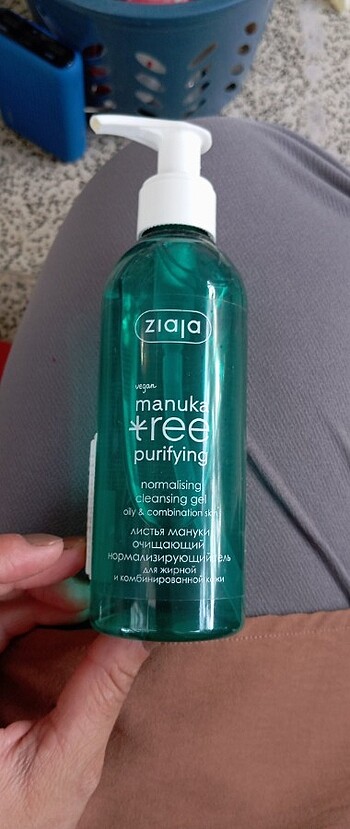 ziaja
vegan
manuka
tree
purifying
normalising
cleansing gel
oily & combination skin
листья мануки
очищающий
нормализирующий гель
для жирной
и комбинированной кожи